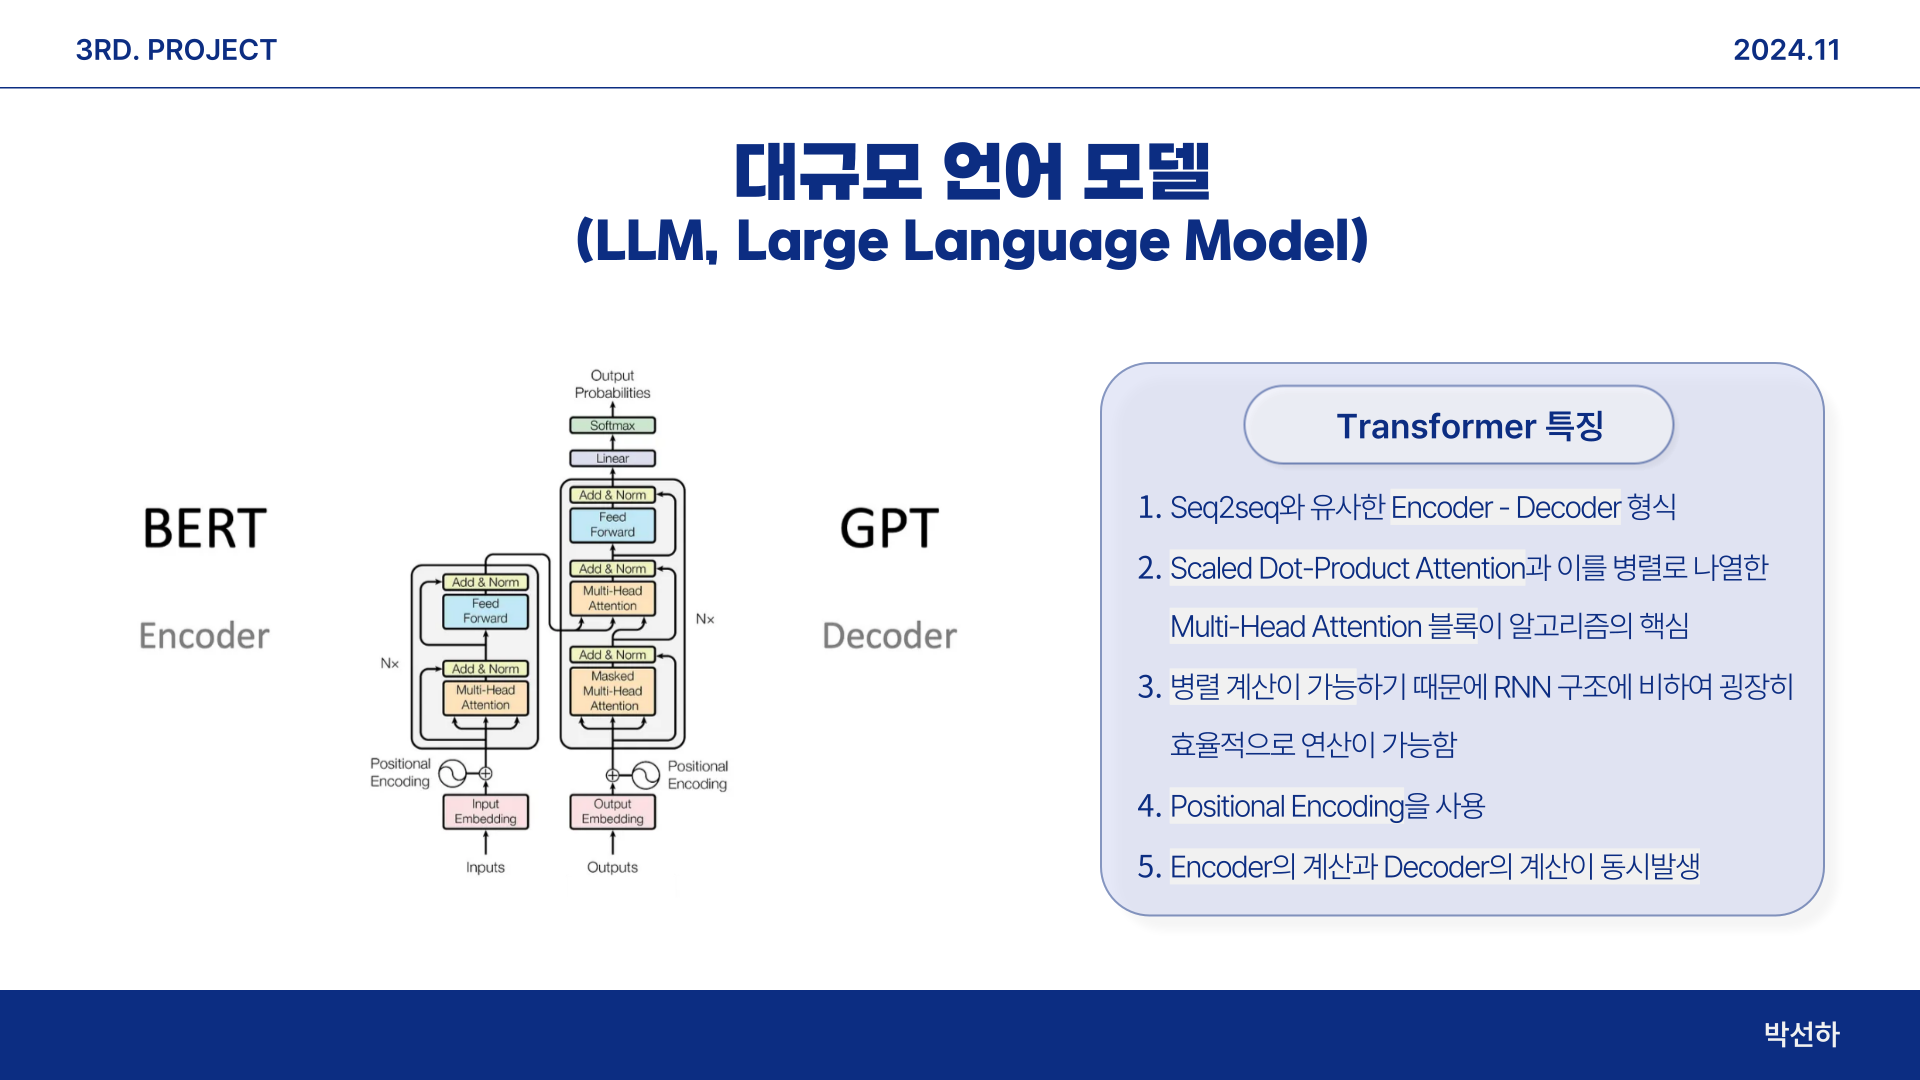 3RD. PROJECT
2024.11
대규모 언어 모델
(LLM, Large Language Model)
BERT
Encoder
Output
Probabilities
Softmax
Linear
Add & Norm
Feed
Forward
Add & Norm
Multi-Head
Attention
Add & Norm
Masked
Multi-Head
Attention
Nx
Add & Norm
Feed
Forward
Add & Norm
Multi-Head
Attention
Nx
Positional
Encoding
Positional
Encoding
Input
Embedding
Output
Embedding
Inputs
Outputs
GPT
Decoder
Transformer 특징
1. Seq2seq와 유사한 Encoder - Decoder 형식
2. Scaled Dot-Product Attention과 이를 병렬로 나열한
Multi-Head Attention 블록이 알고리즘의 핵심
3. 병렬 계산이 가능하기 때문에 RNN 구조에 비하여 굉장히
효율적으로 연산이 가능함
4. Positional Encoding을 사용
5. Encoder의 계산과 Decoder의 계산이 동시발생
박선하